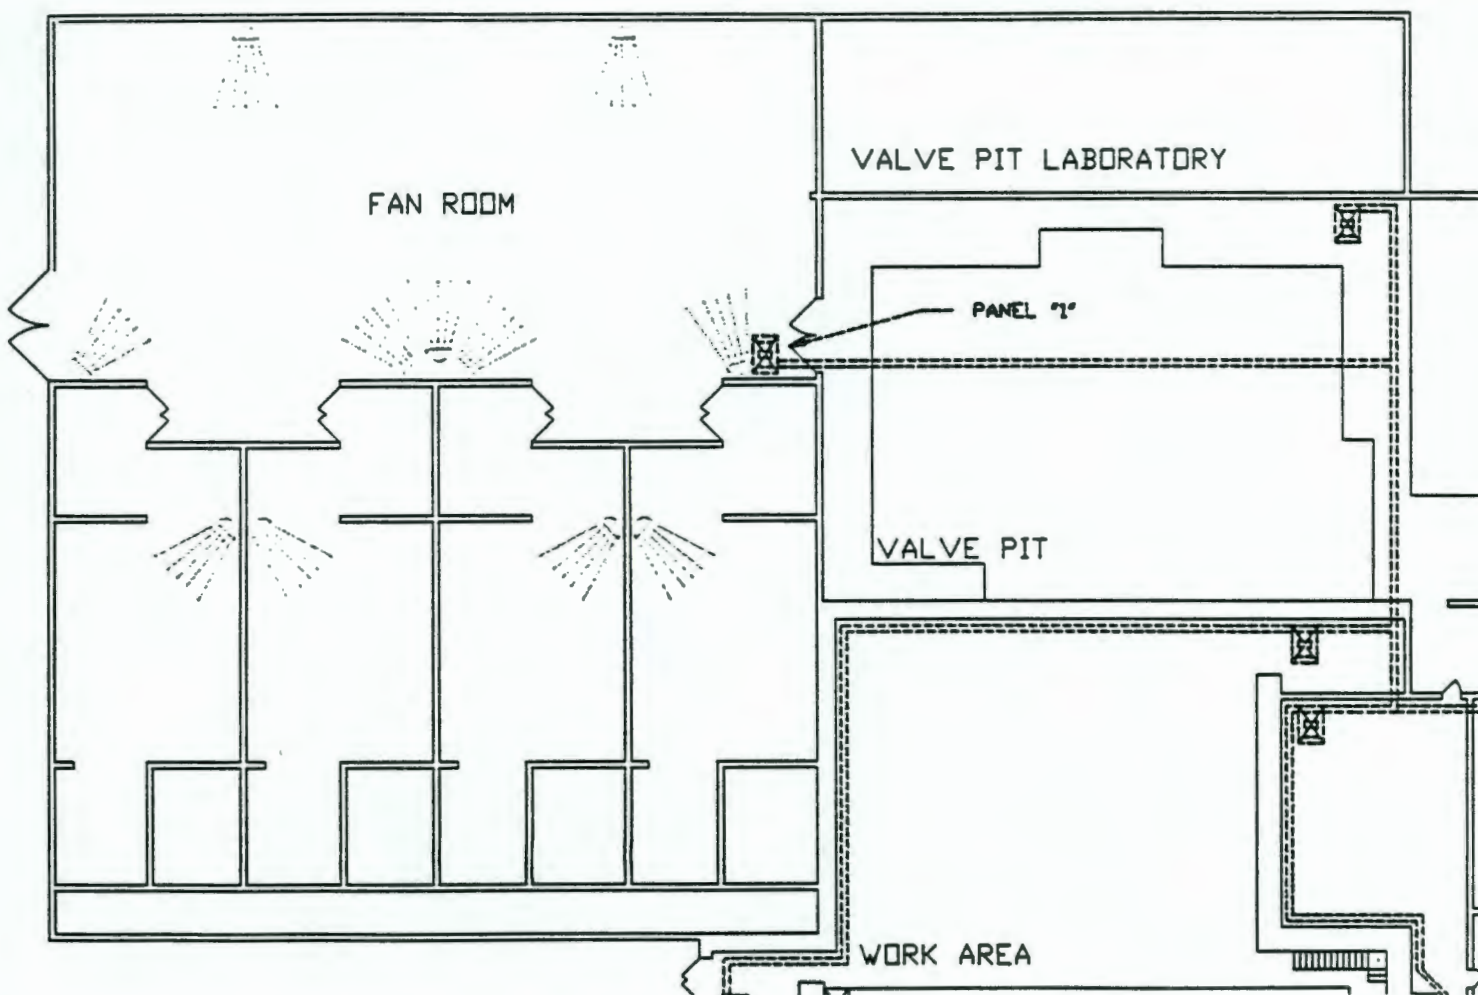 VALVE PIT LABORATORY
FAN ROOM
PANEL "1"
VALVE PIT
WORK AREA